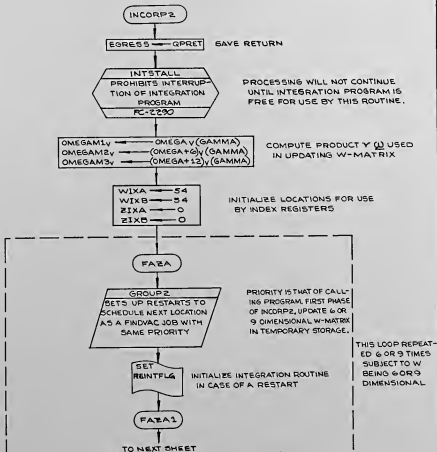 INCORP2
EGRESS ← QPRET
SAVE RETURN
INTSTALL
PROHIBITS INTERRUP-
TION OF INTEGRATION
PROGRAM
FC-2290
PROCESSING WILL NOT CONTINUE
UNTIL INTEGRATION PROGRAM IS
FREE FOR USE BY THIS ROUTINE.
OMEGAM1v ← OMEGAv(GAMMA)
OMEGAM2v ← (OMEGA+6)v(GAMMA)
OMEGAM3v ← (OMEGA+12)v(GAMMA)
COMPUTE PRODUCT γ ω USED
IN UPDATING W-MATRIX
WIXA ← 54
WIXB ← 54
ZIXA ← 0
ZIXB ← 0
INITIALIZE LOCATIONS FOR USE
BY INDEX REGISTERS
FAZA
GROUP2
SETS UP RESTARTS TO
SCHEDULE NEXT LOCATION
AS A FINDVAC JOB WITH
SAME PRIORITY
PRIORITY IS THAT OF CALL-
ING PROGRAM. FIRST PHASE
OF INCORP2, UPDATE 6 OR
9 DIMENSIONAL W-MATRIX
IN TEMPORARY STORAGE.
THIS LOOP REPEAT-
ED 6 OR 9 TIMES
SUBJECT TO W
BEING 6 OR 9
DIMENSIONAL
SET
REINTFLG
INITIALIZE INTEGRATION ROUTINE
IN CASE OF A RESTART
FAZA1
TO NEXT SHEET